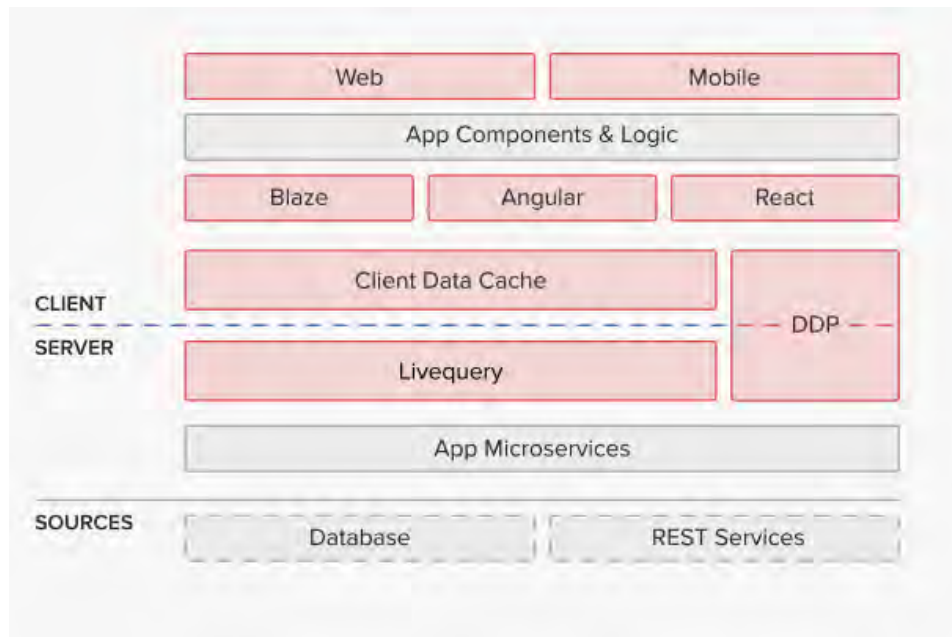 Web
Mobile
App Components & Logic
Blaze
Angular
React
Client Data Cache
CLIENT
DDP
SERVER
Livequery
App Microservices
SOURCES
Database
REST Services